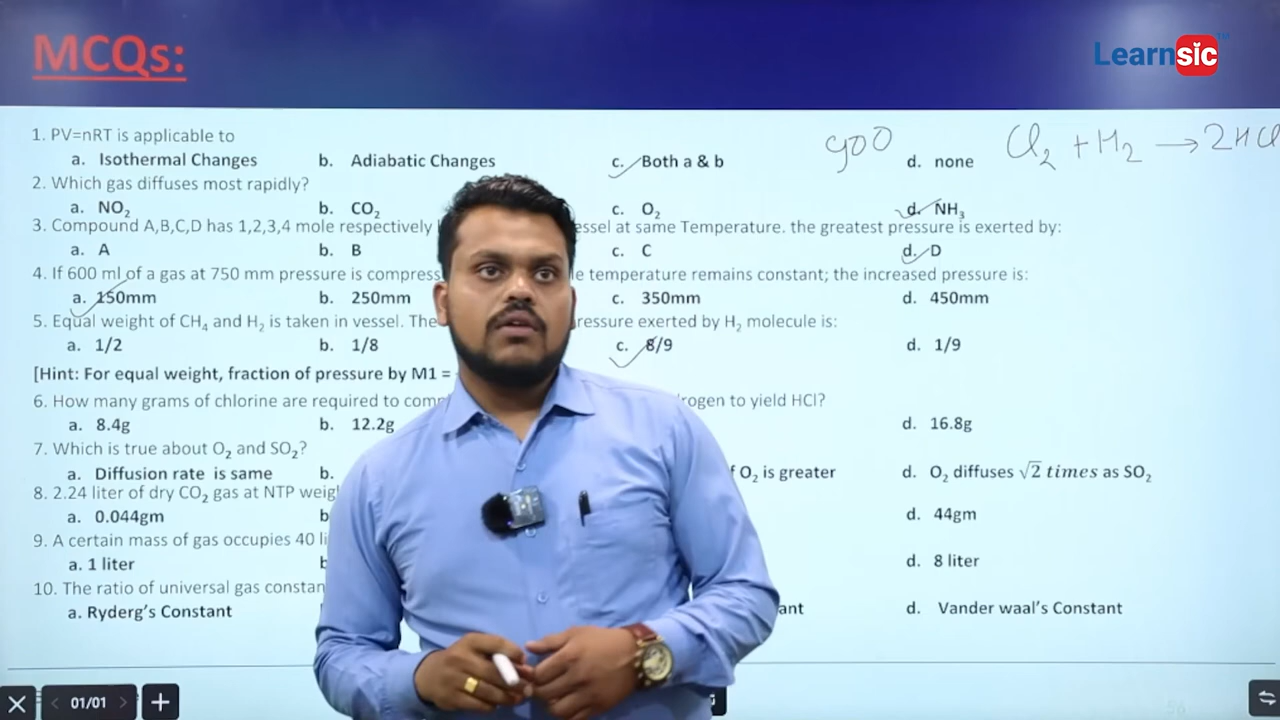 MCQs:
Learnsic
1. PV=nRT is applicable to
a. Isothermal Changes b. Adiabatic Changes c. Both a & b d. none
Cl₂ + H₂ → 2HCl
2. Which gas diffuses most rapidly?
a. NO₂ b. CO₂ c. O₂ d. NH₃
3. Compound A,B,C,D has 1,2,3,4 mole respectively essel at same Temperature. the greatest pressure is exerted by:
a. A b. B c. C d. D
4. If 600 ml of a gas at 750 mm pressure is compress e temperature remains constant; the increased pressure is:
a. 150mm b. 250mm c. 350mm d. 450mm
5. Equal weight of CH₄ and H₂ is taken in vessel. The ressure exerted by H₂ molecule is:
a. 1/2 b. 1/8 c. 8/9 d. 1/9
[Hint: For equal weight, fraction of pressure by M1 =
6. How many grams of chlorine are required to com rogen to yield HCl?
a. 8.4g b. 12.2g d. 16.8g
7. Which is true about O₂ and SO₂?
a. Diffusion rate is same b. f O₂ is greater d. O₂ diffuses √2 times as SO₂
8. 2.24 liter of dry CO₂ gas at NTP weig
a. 0.044gm b d. 44gm
9. A certain mass of gas occupies 40 li
a. 1 liter b d. 8 liter
10. The ratio of universal gas constan
a. Ryderg's Constant ant d. Vander waal's Constant
01/01